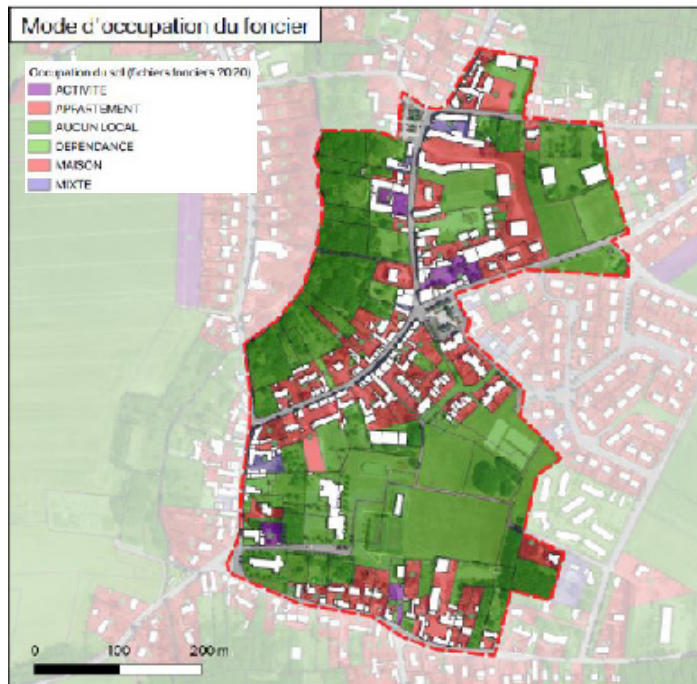 Mode d'occupation du foncier
Occupation du sol (fichiers fonciers 2020)
ACTIVITE
APPARTEMENT
AUCUN LOCAL
DEPENDANCE
MAISON
MIXTE
0 100 200 m